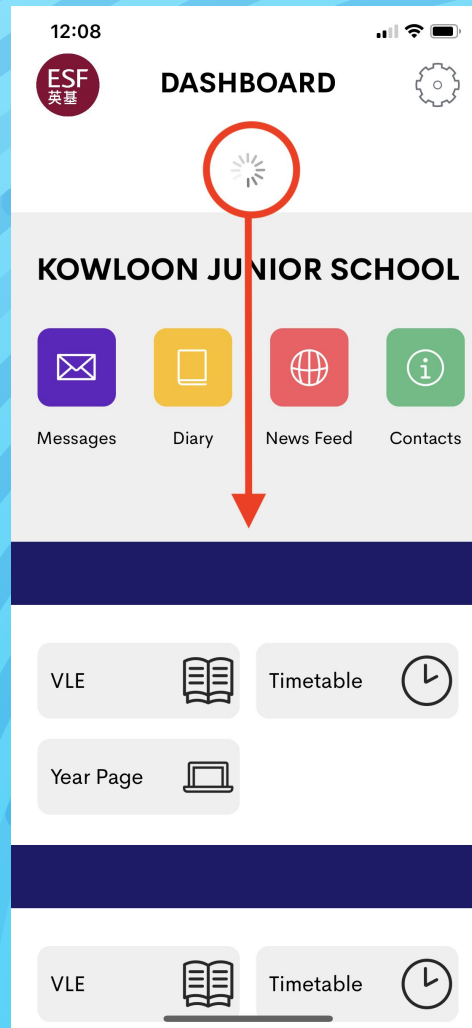 12:08
ESF
英基
DASHBOARD
KOWLOON JUNIOR SCHOOL
Messages Diary News Feed Contacts
VLE Timetable
Year Page
VLE Timetable